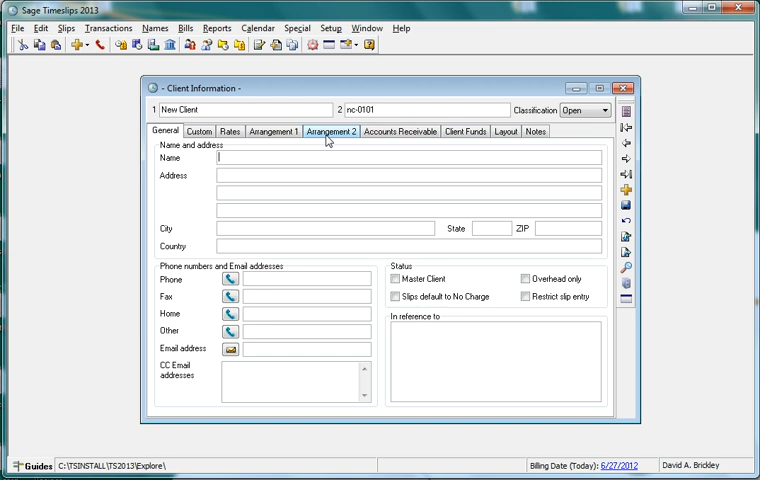 Sage Timeslips 2013
File Edit Slips Transactions Names Bills Reports Calendar Special Setup Window Help
- Client Information -
1 New Client 2 nc-0101 Classification Open
General Custom Rates Arrangement 1 Arrangement 2 Accounts Receivable Client Funds Layout Notes
Name and address
Name
Address
City State ZIP
Country
Phone numbers and Email addresses
Phone
Fax
Home
Other
Email address
CC Email
addresses
Status
Master Client Overhead only
Slips default to No Charge Restrict slip entry
In reference to
Guides C:\TSINSTALL\TS2013\Explore\ Billing Date (Today): 6/27/2012 David A. Brickley